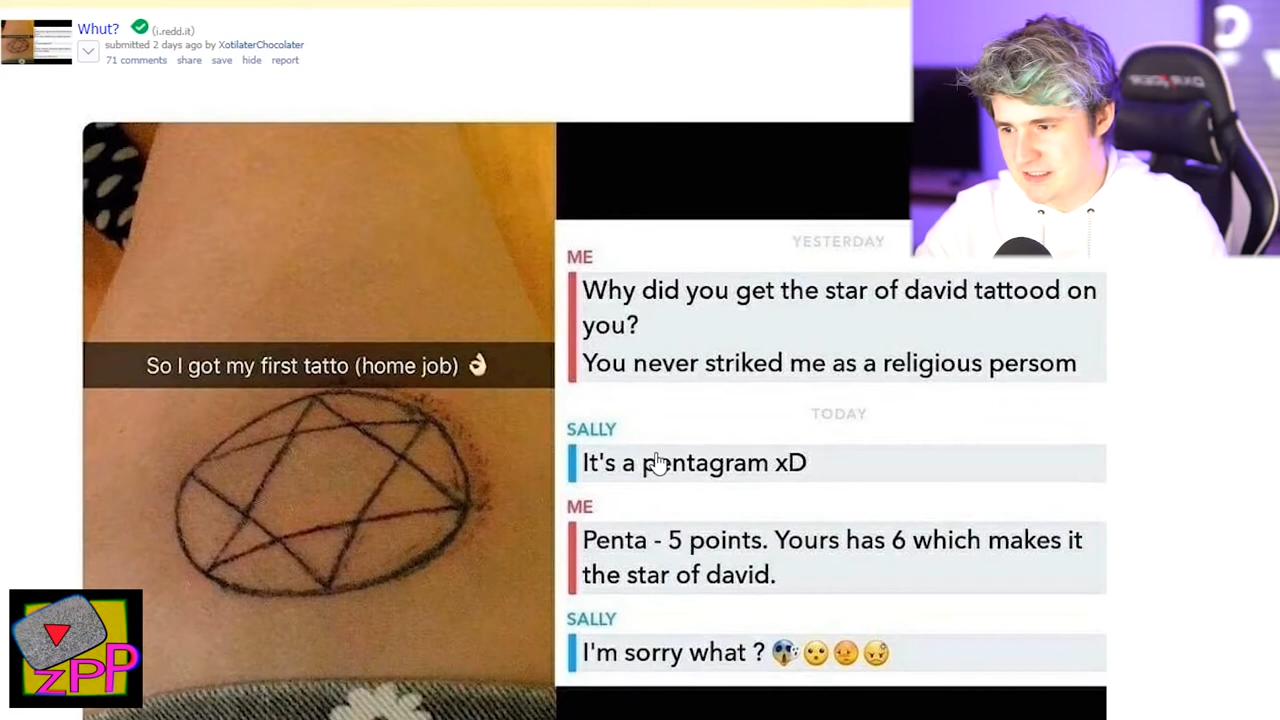 Whut? (i.redd.it)
submitted 2 days ago by XotilaterChocolater
71 comments share save hide report
So I got my first tatto (home job) 👌
YESTERDAY
ME
Why did you get the star of david tattood on
you?
You never striked me as a religious persom
TODAY
SALLY
It's a pentagram xD
ME
Penta - 5 points. Yours has 6 which makes it
the star of david.
SALLY
I'm sorry what ? 😱😮😠😓
zPP